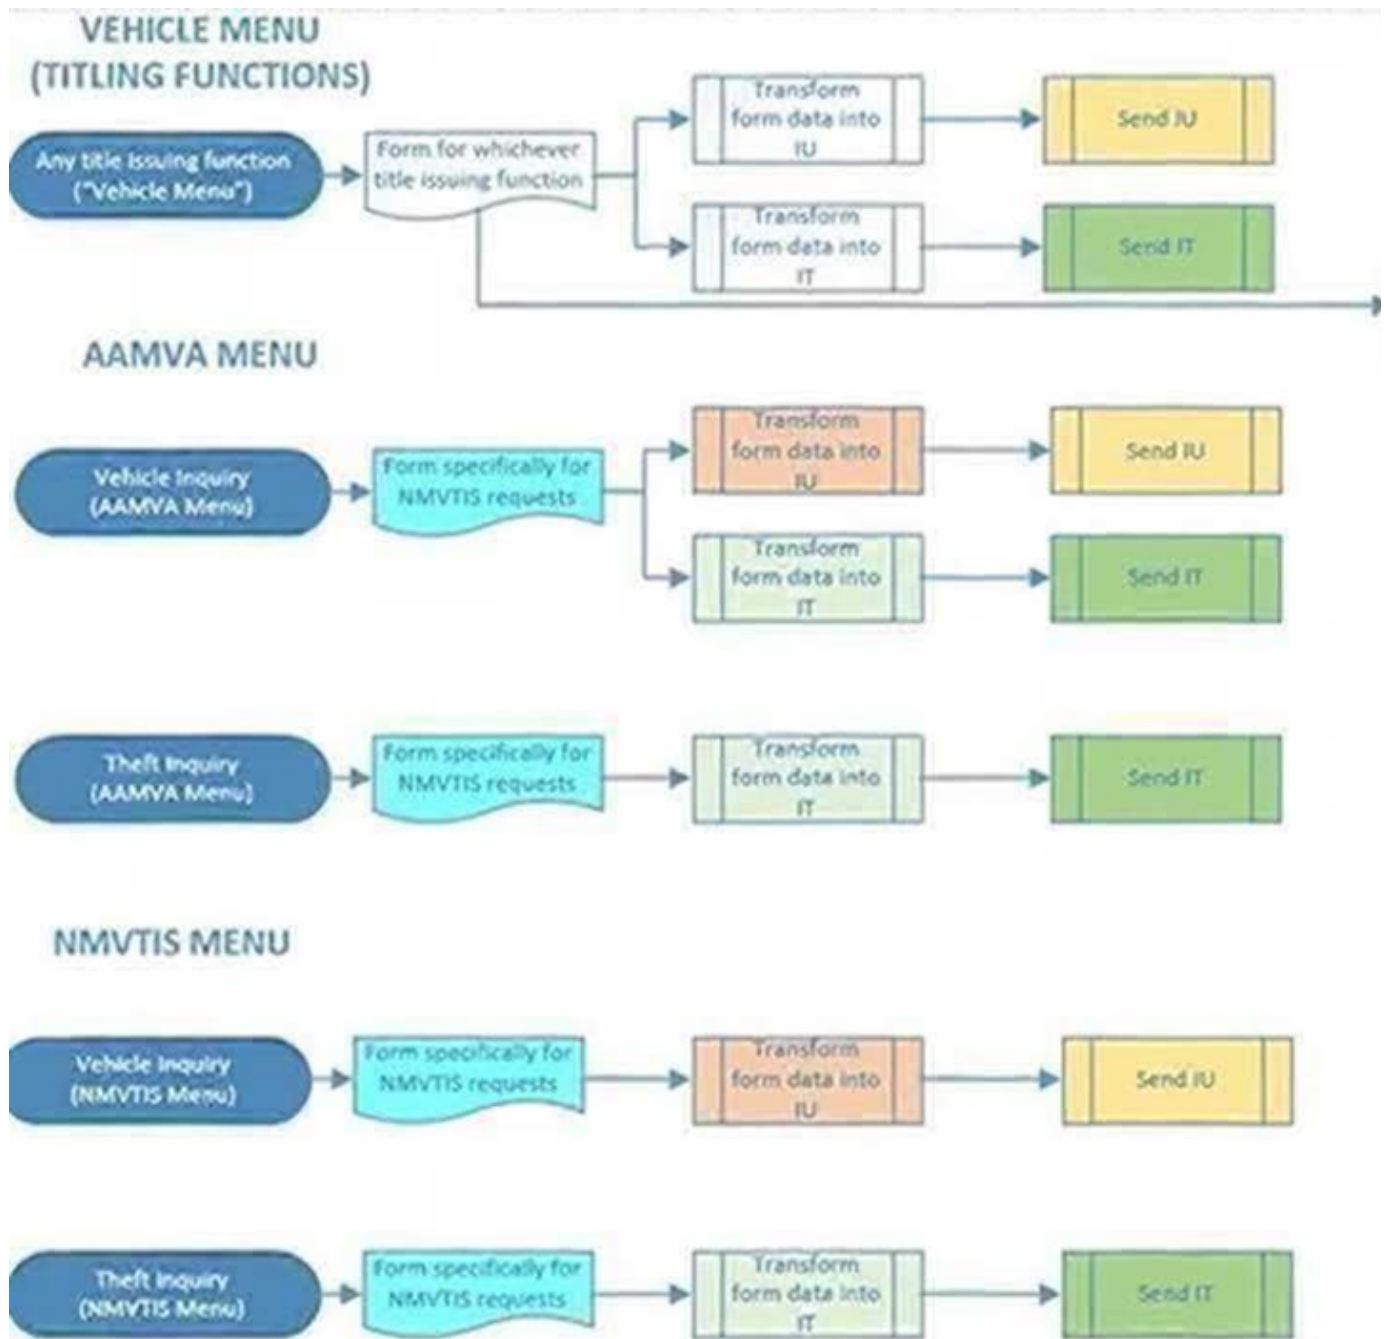 VEHICLE MENU
(TITLING FUNCTIONS)
Any title issuing function
("Vehicle Menu")
Form for whichever
title issuing function
Transform
form data into
IU
Send IU
Transform
form data into
IT
Send IT
AAMVA MENU
Vehicle Inquiry
(AAMVA Menu)
Form specifically for
NMVTIS requests
Transform
form data into
IU
Send IU
Transform
form data into
IT
Send IT
Theft Inquiry
(AAMVA Menu)
Form specifically for
NMVTIS requests
Transform
form data into
IT
Send IT
NMVTIS MENU
Vehicle Inquiry
(NMVTIS Menu)
Form specifically for
NMVTIS requests
Transform
form data into
IU
Send IU
Theft Inquiry
(NMVTIS Menu)
Form specifically for
NMVTIS requests
Transform
form data into
IT
Send IT